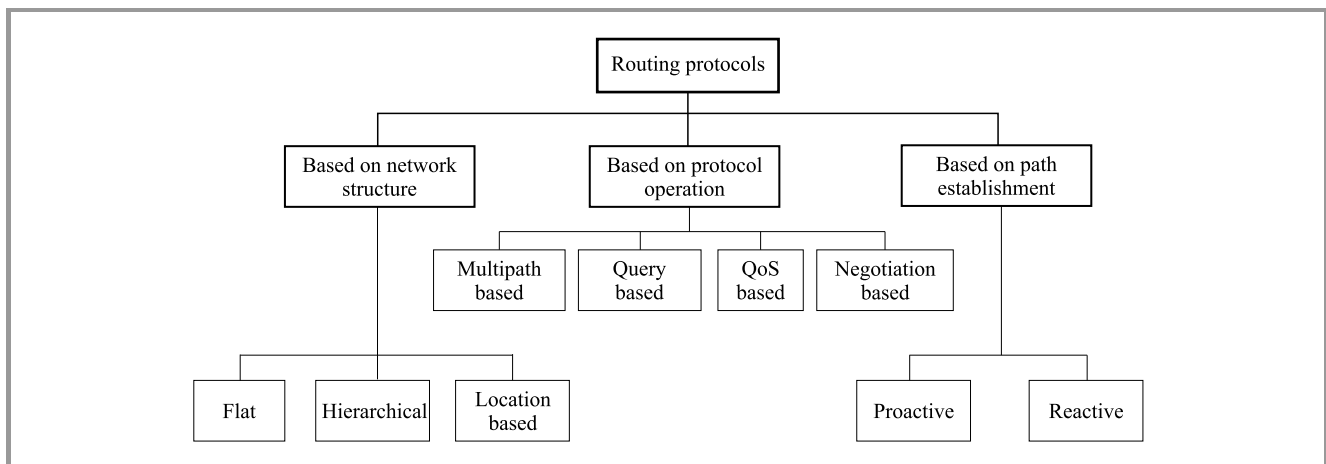 Routing protocols
Based on network
structure
Based on protocol
operation
Based on path
establishment
Multipath
based
Query
based
QoS
based
Negotiation
based
Flat
Hierarchical
Location
based
Proactive
Reactive